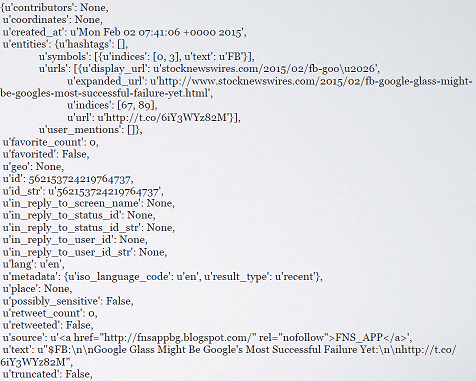 {u'contributors': None,
u'coordinates': None,
u'created_at': u'Mon Feb 02 07:41:06 +0000 2015',
u'entities': {u'hashtags': [],
u'symbols': [{u'indices': [0, 3], u'text': u'FB'}],
u'urls': [{u'display_url': u'stocknewswires.com/2015/02/fb-goo\u2026',
u'expanded_url': u'http://www.stocknewswires.com/2015/02/fb-google-glass-might-
be-googles-most-successful-failure-yet.html',
u'indices': [67, 89],
u'url': u'http://t.co/6iY3WYz82M'}],
u'user_mentions': []},
u'favorite_count': 0,
u'favorited': False,
u'geo': None,
u'id': 562153724219764737,
u'id_str': u'562153724219764737',
u'in_reply_to_screen_name': None,
u'in_reply_to_status_id': None,
u'in_reply_to_status_id_str': None,
u'in_reply_to_user_id': None,
u'in_reply_to_user_id_str': None,
u'lang': u'en',
u'metadata': {u'iso_language_code': u'en', u'result_type': u'recent'},
u'place': None,
u'possibly_sensitive': False,
u'retweet_count': 0,
u'retweeted': False,
u'source': u'<a href="http://fnsappbg.blogspot.com/" rel="nofollow">FNS_APP</a>',
u'text': u"$FB:\n\nGoogle Glass Might Be Google's Most Successful Failure Yet:\n\nhttp://t.co/
6iY3WYz82M",
u'truncated': False,